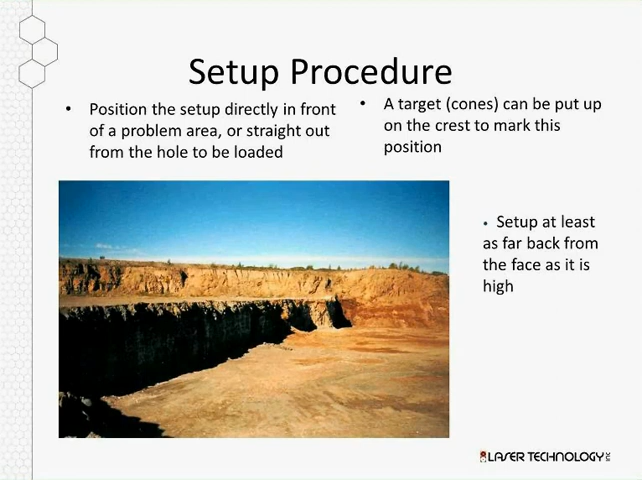 Setup Procedure
• Position the setup directly in front
of a problem area, or straight out
from the hole to be loaded
• A target (cones) can be put up
on the crest to mark this
position
• Setup at least
as far back from
the face as it is
high
LASER TECHNOLOGY INC